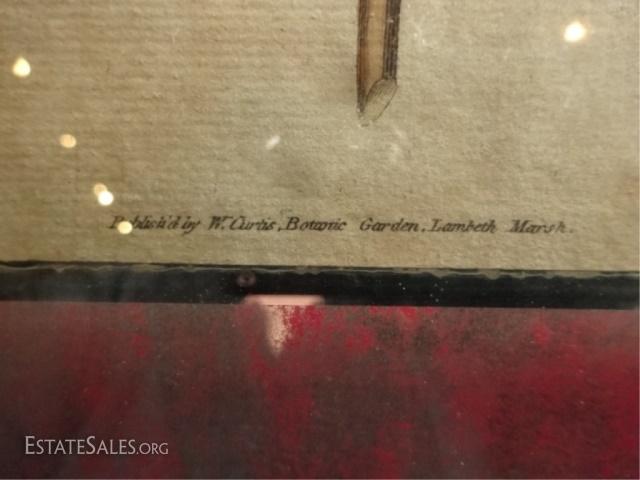 Publish'd by W. Curtis, Botanic Garden, Lambeth Marsh.
ESTATESALES.ORG